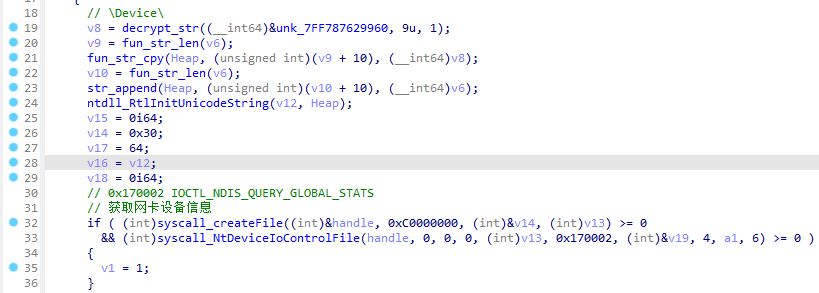 {
18 // \Device\
19 v8 = decrypt_str((__int64)&unk_7FF787629960, 9u, 1);
20 v9 = fun_str_len(v6);
21 fun_str_cpy(Heap, (unsigned int)(v9 + 10), (__int64)v8);
22 v10 = fun_str_len(v6);
23 str_append(Heap, (unsigned int)(v10 + 10), (__int64)v6);
24 ntdll_RtlInitUnicodeString(v12, Heap);
25 v15 = 0i64;
26 v14 = 0x30;
27 v17 = 64;
28 v16 = v12;
29 v18 = 0i64;
30 // 0x170002 IOCTL_NDIS_QUERY_GLOBAL_STATS
31 // 获取网卡设备信息
32 if ( (int)syscall_createFile((int)&handle, 0xC0000000, (int)&v14, (int)v13) >= 0
33 && (int)syscall_NtDeviceIoControlFile(handle, 0, 0, 0, (int)v13, 0x170002, (int)&v19, 4, a1, 6) >= 0 )
34 {
35 v1 = 1;
36 }